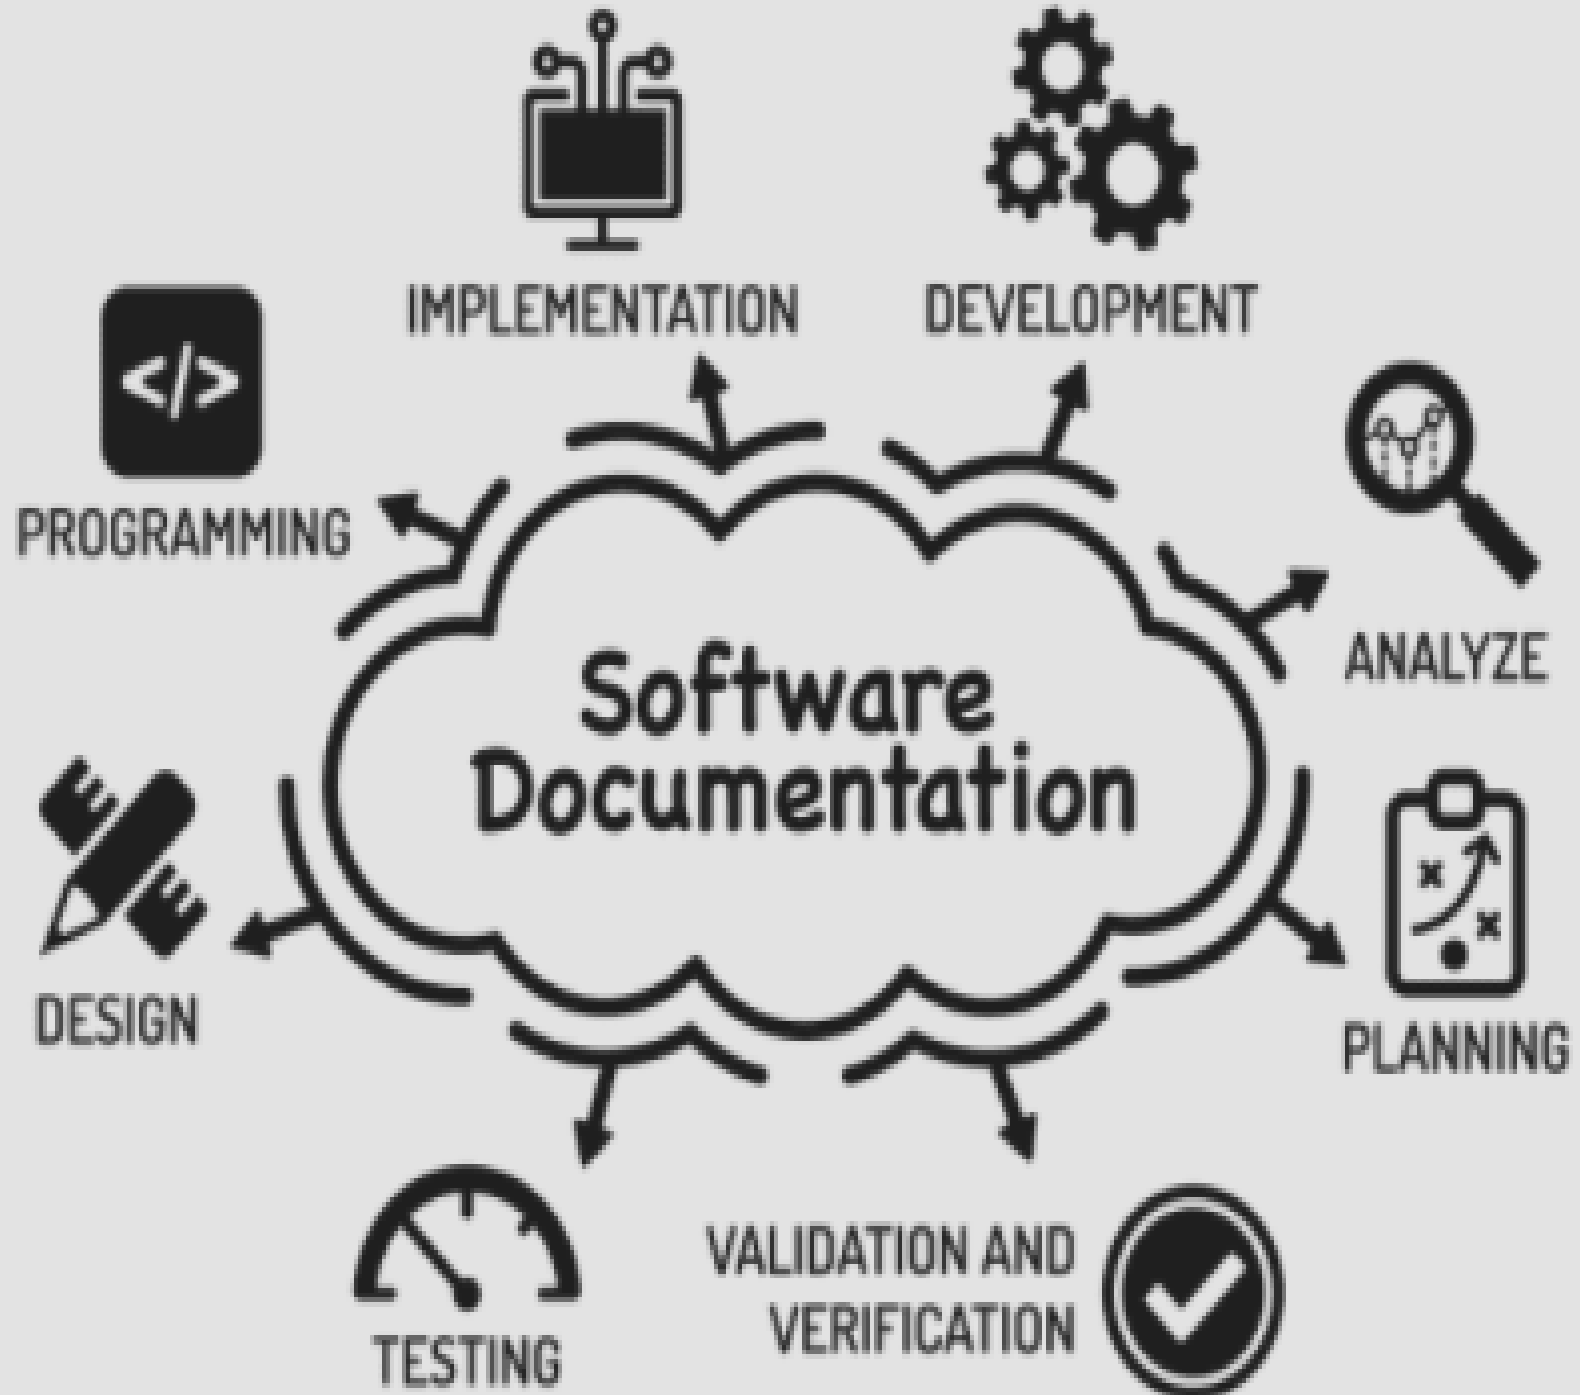 IMPLEMENTATION
DEVELOPMENT
</>
PROGRAMMING
ANALYZE
Software
Documentation
DESIGN
PLANNING
VALIDATION AND
VERIFICATION
TESTING